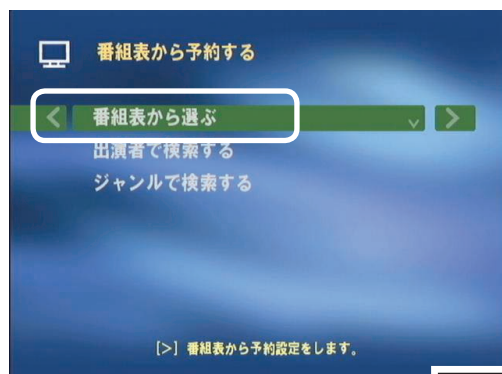 番組表から予約する
番組表から選ぶ
出演者で検索する
ジャンルで検索する
[>] 番組表から予約設定をします。